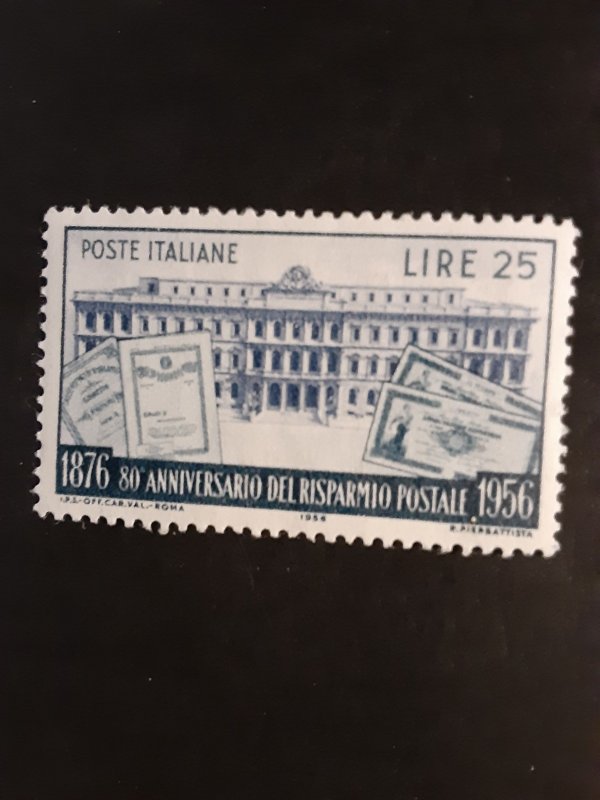 POSTE ITALIANE
LIRE 25
1876 80° ANNIVERSARIO DEL RISPARMIO POSTALE 1956
I.P.S.-OFF.CAR.VAL.-ROMA 1956 R. PIERBATTISTA